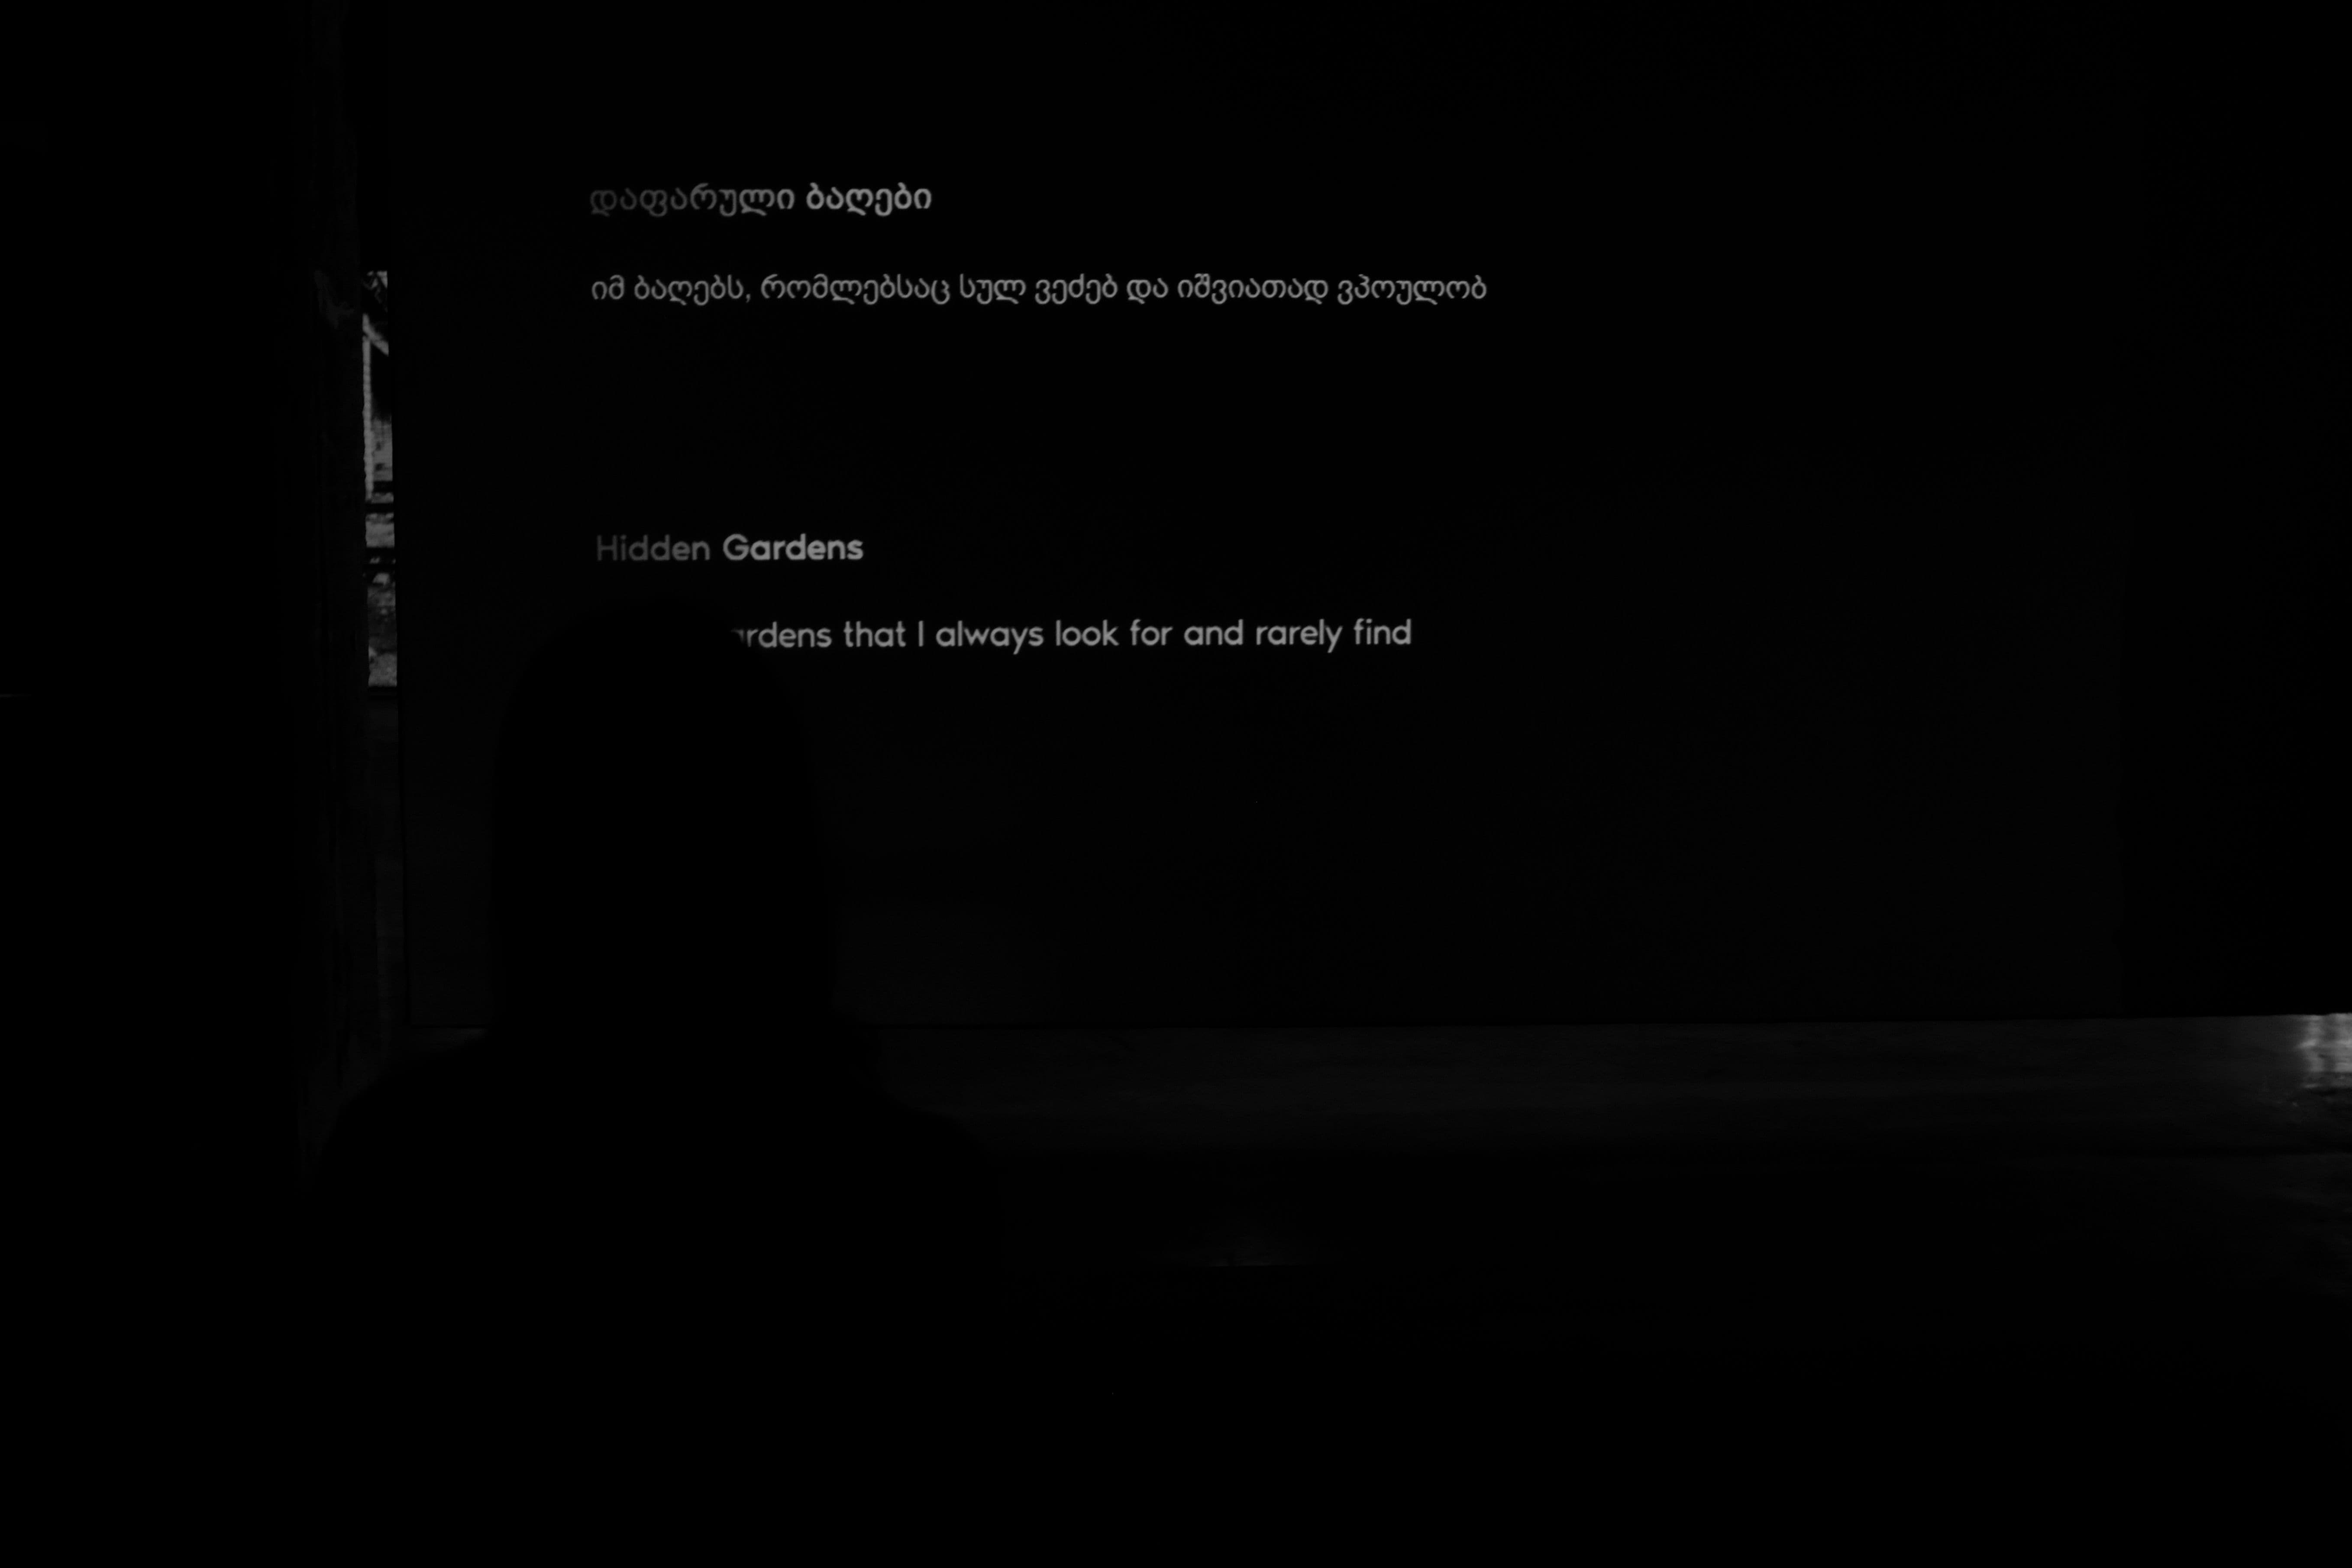 დაფარული ბაღები
იმ ბაღებს, რომლებსაც სულ ვეძებ და იშვიათად ვპოულობ
Hidden Gardens
that I always look for and rarely find